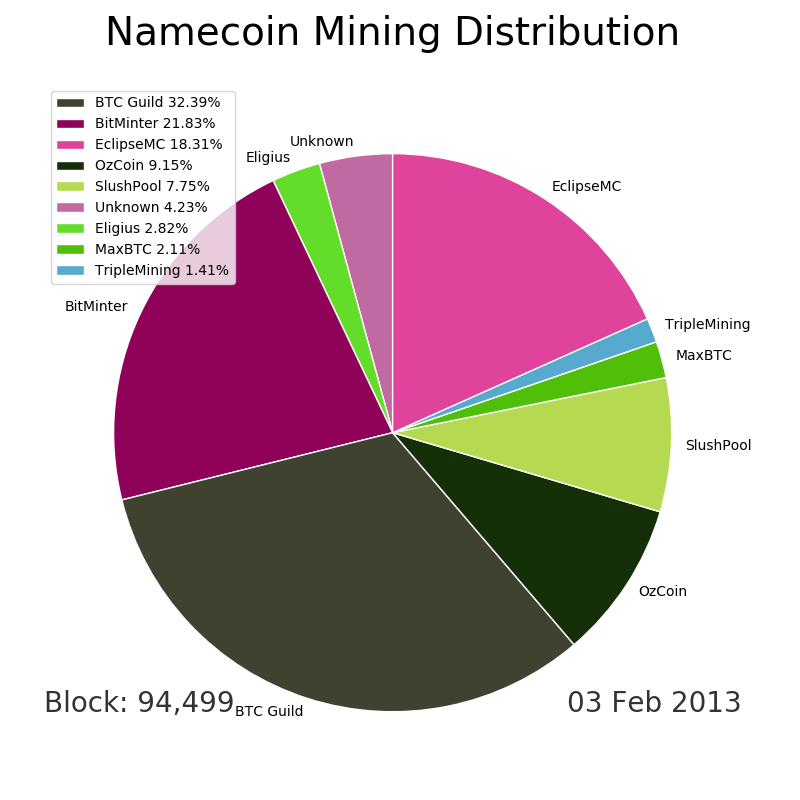 Namecoin Mining Distribution
BTC Guild 32.39%
BitMinter 21.83%
EclipseMC 18.31%
OzCoin 9.15%
SlushPool 7.75%
Unknown 4.23%
Eligius 2.82%
MaxBTC 2.11%
TripleMining 1.41%
Unknown
Eligius
EclipseMC
BitMinter
TripleMining
MaxBTC
SlushPool
OzCoin
BTC Guild
Block: 94,499
03 Feb 2013